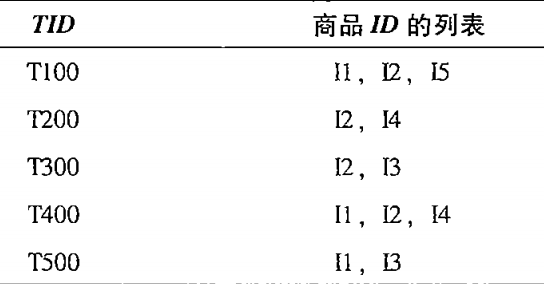 TID 商品 ID 的列表
T100 I1，I2，I5
T200 I2，I4
T300 I2，I3
T400 I1，I2，I4
T500 I1，I3